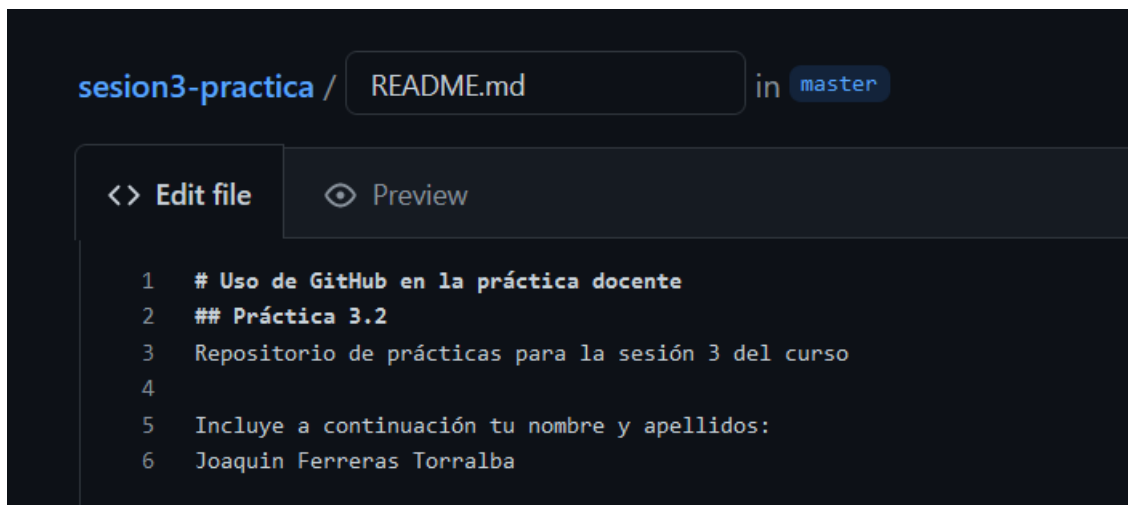 sesion3-practica / README.md in master
<> Edit file Preview
1 # Uso de GitHub en la práctica docente
2 ## Práctica 3.2
3 Repositorio de prácticas para la sesión 3 del curso
4
5 Incluye a continuación tu nombre y apellidos:
6 Joaquin Ferreras Torralba